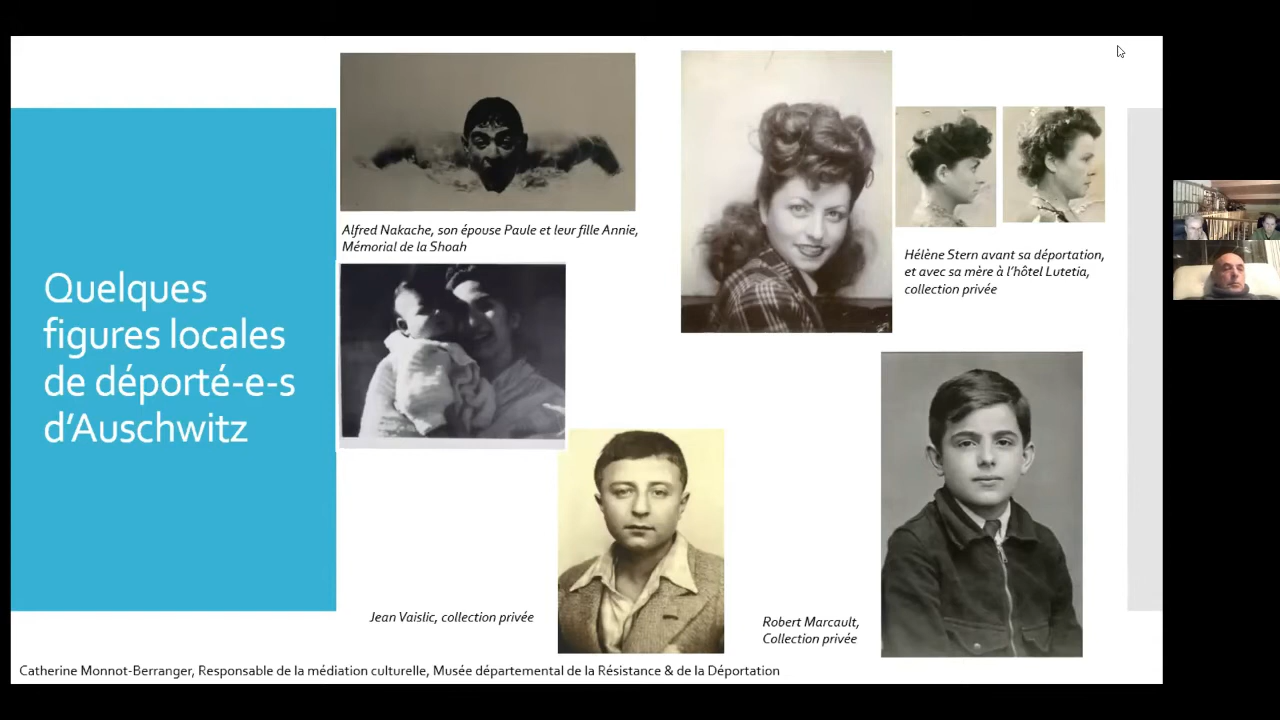 Quelques
figures locales
de déporté-e-s
d'Auschwitz
Alfred Nakache, son épouse Paule et leur fille Annie,
Mémorial de la Shoah
Hélène Stern avant sa déportation,
et avec sa mère à l'hôtel Lutetia,
collection privée
Jean Vaislic, collection privée
Robert Marcault,
Collection privée
Catherine Monnot-Berranger, Responsable de la médiation culturelle, Musée départemental de la Résistance & de la Déportation